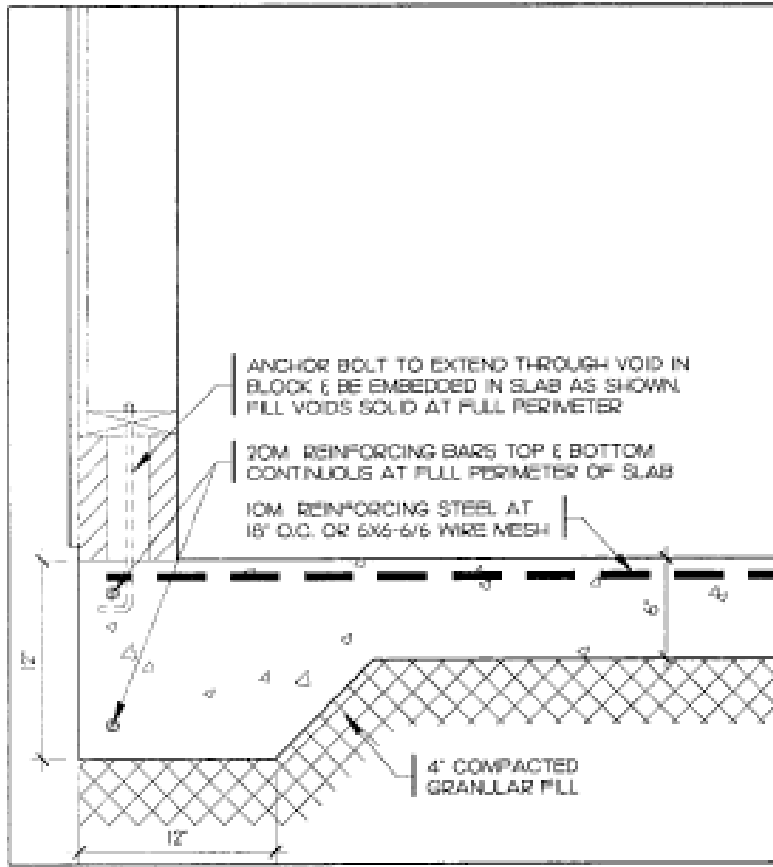 ANCHOR BOLT TO EXTEND THROUGH VOID IN
BLOCK & BE EMBEDDED IN SLAB AS SHOWN.
FILL VOIDS SOLID AT FULL PERIMETER
20M REINFORCING BARS TOP & BOTTOM
CONTINUOUS AT FULL PERIMETER OF SLAB
10M REINFORCING STEEL AT
16" O.C. OR 6X6-6/6 WIRE MESH
12"
4" COMPACTED
GRANULAR FILL
12"